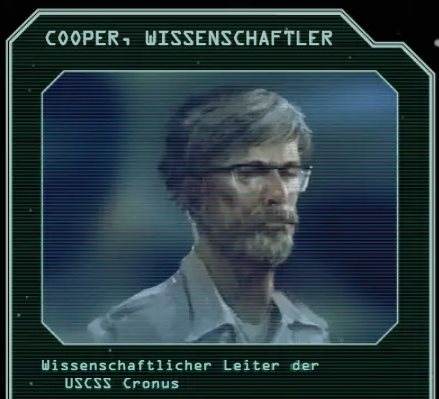 COOPER, WISSENSCHAFTLER
Wissenschaftlicher Leiter der
USCSS Cronus